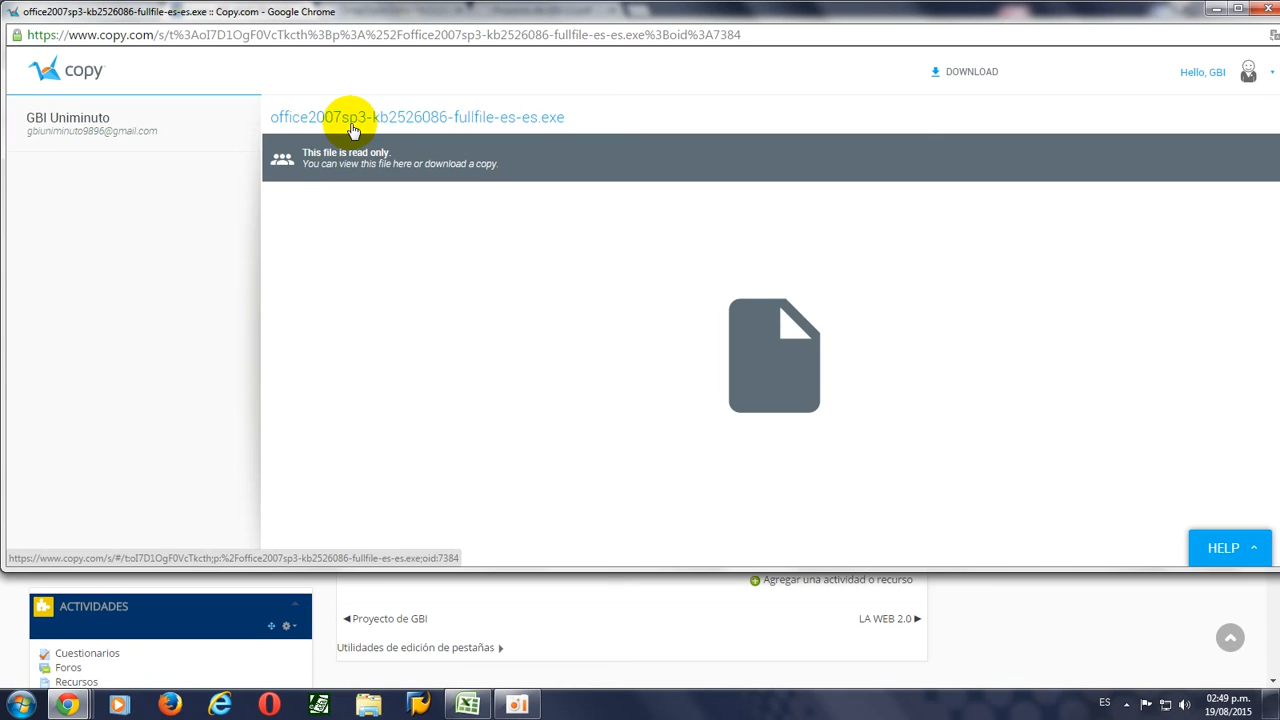 office2007sp3-kb2526086-fullfile-es-es.exe :: Copy.com - Google Chrome
https://www.copy.com/s/t%3AoI7D1OgF0VcTkcth%3Bp%3A%252Foffice2007sp3-kb2526086-fullfile-es-es.exe%3Boid%3A7384
copy
DOWNLOAD
Hello, GBI
GBI Uniminuto
gbiuniminuto9896@gmail.com
office2007sp3-kb2526086-fullfile-es-es.exe
This file is read only.
You can view this file here or download a copy.
HELP
https://www.copy.com/s/#/t:oI7D1OgF0VcTkcth;p:%2Foffice2007sp3-kb2526086-fullfile-es-es.exe;oid:7384
Agregar una actividad o recurso
ACTIVIDADES
Proyecto de GBI
LA WEB 2.0
Utilidades de edición de pestañas
Cuestionarios
Foros
Recursos
ES
02:49 p.m.
19/08/2015